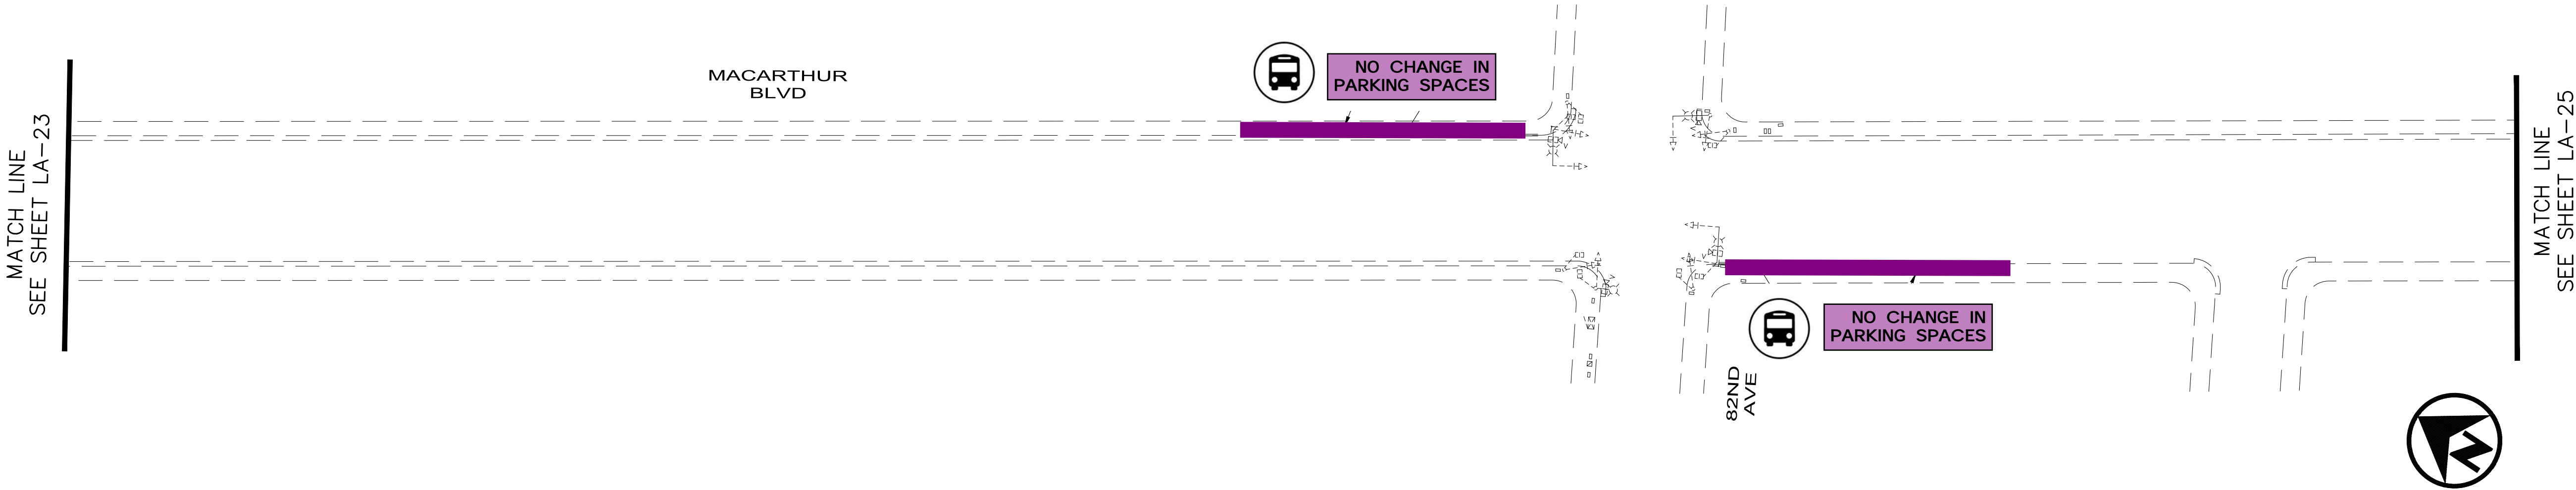 MATCH LINE
SEE SHEET LA-23
MACARTHUR
BLVD
NO CHANGE IN
PARKING SPACES
NO CHANGE IN
PARKING SPACES
82ND
AVE
MATCH LINE
SEE SHEET LA-25
N